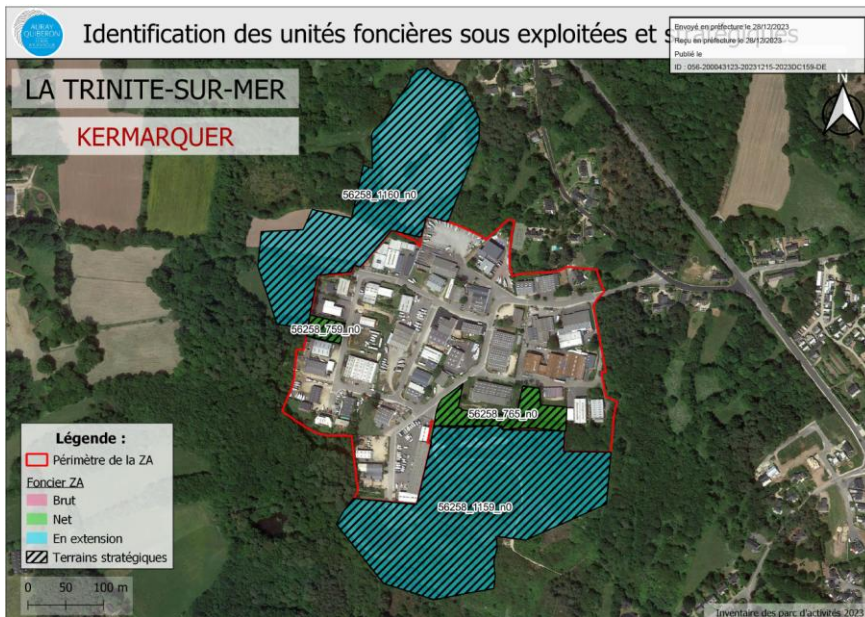 AURAY
QUIBERON
Identification des unités foncières sous exploitées et stratégiques
Envoyé en préfecture le 28/12/2023
Reçu en préfecture le 28/12/2023
Publié le
ID : 056-200043123-20231215-2023DC159-DE
LA TRINITE-SUR-MER
KERMARQUER
N
56258_1160_n0
56258_759_n0
56258_765_n0
56258_1159_n0
Légende :
Périmètre de la ZA
Foncier ZA
Brut
Net
En extension
Terrains stratégiques
0 50 100 m
Inventaire des parc d'activités 2023